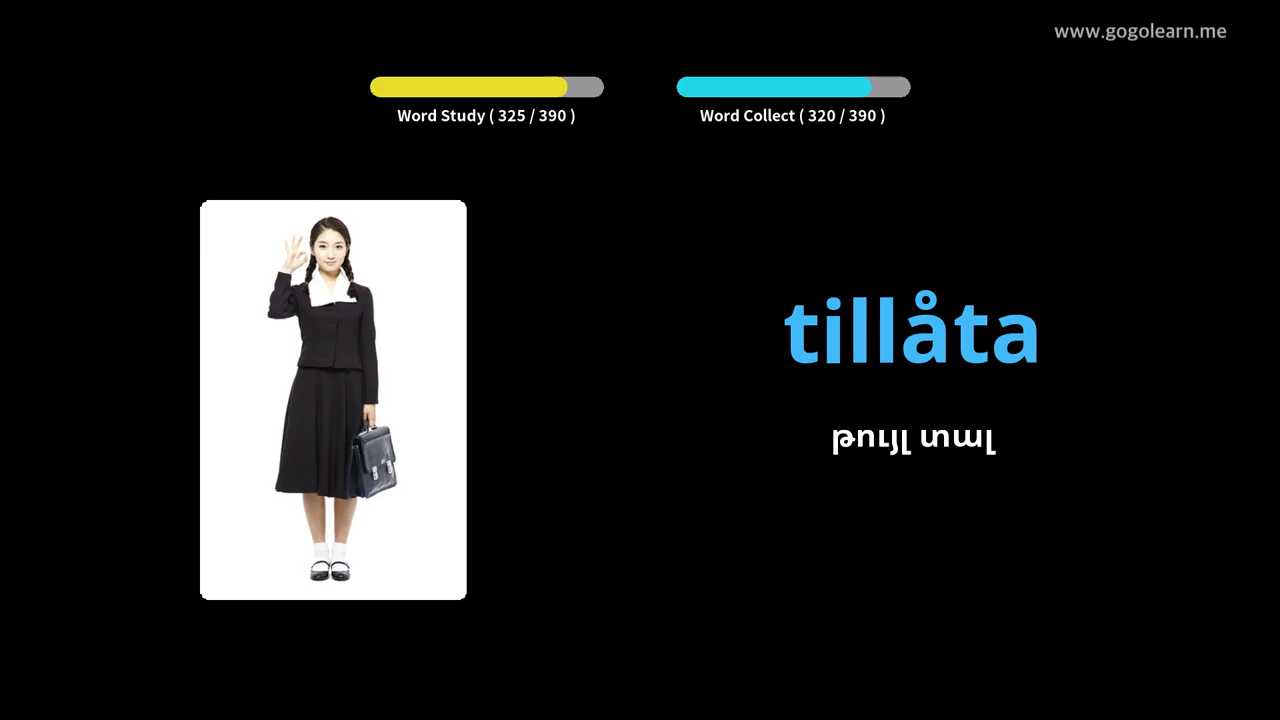 www.gogolearn.me
Word Study ( 325 / 390 )
Word Collect ( 320 / 390 )
tillåta
թույլ տալ